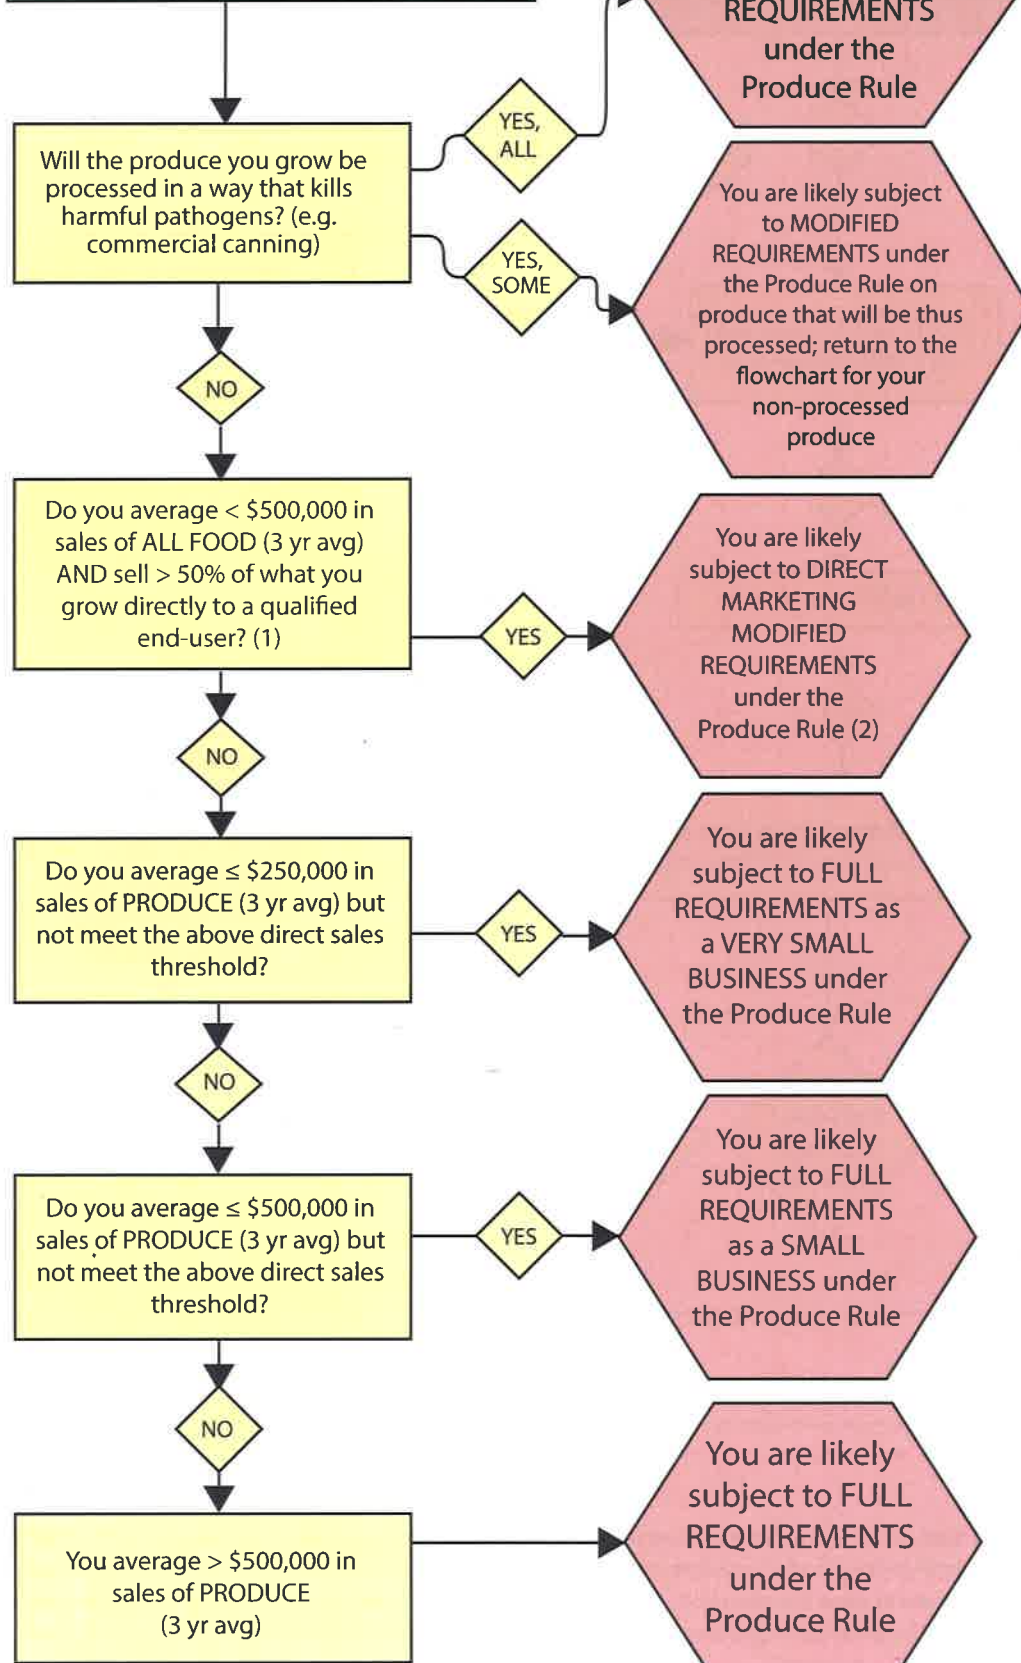 REQUIREMENTS
under the
Produce Rule
YES,
ALL
Will the produce you grow be
processed in a way that kills
harmful pathogens? (e.g.
commercial canning)
YES,
SOME
You are likely subject
to MODIFIED
REQUIREMENTS under
the Produce Rule on
produce that will be thus
processed; return to the
flowchart for your
non-processed
produce
NO
Do you average < $500,000 in
sales of ALL FOOD (3 yr avg)
AND sell > 50% of what you
grow directly to a qualified
end-user? (1)
YES
You are likely
subject to DIRECT
MARKETING
MODIFIED
REQUIREMENTS
under the
Produce Rule (2)
NO
Do you average ≤ $250,000 in
sales of PRODUCE (3 yr avg) but
not meet the above direct sales
threshold?
YES
You are likely
subject to FULL
REQUIREMENTS as
a VERY SMALL
BUSINESS under
the Produce Rule
NO
Do you average ≤ $500,000 in
sales of PRODUCE (3 yr avg) but
not meet the above direct sales
threshold?
YES
You are likely
subject to FULL
REQUIREMENTS
as a SMALL
BUSINESS under
the Produce Rule
NO
You average > $500,000 in
sales of PRODUCE
(3 yr avg)
You are likely
subject to FULL
REQUIREMENTS
under the
Produce Rule